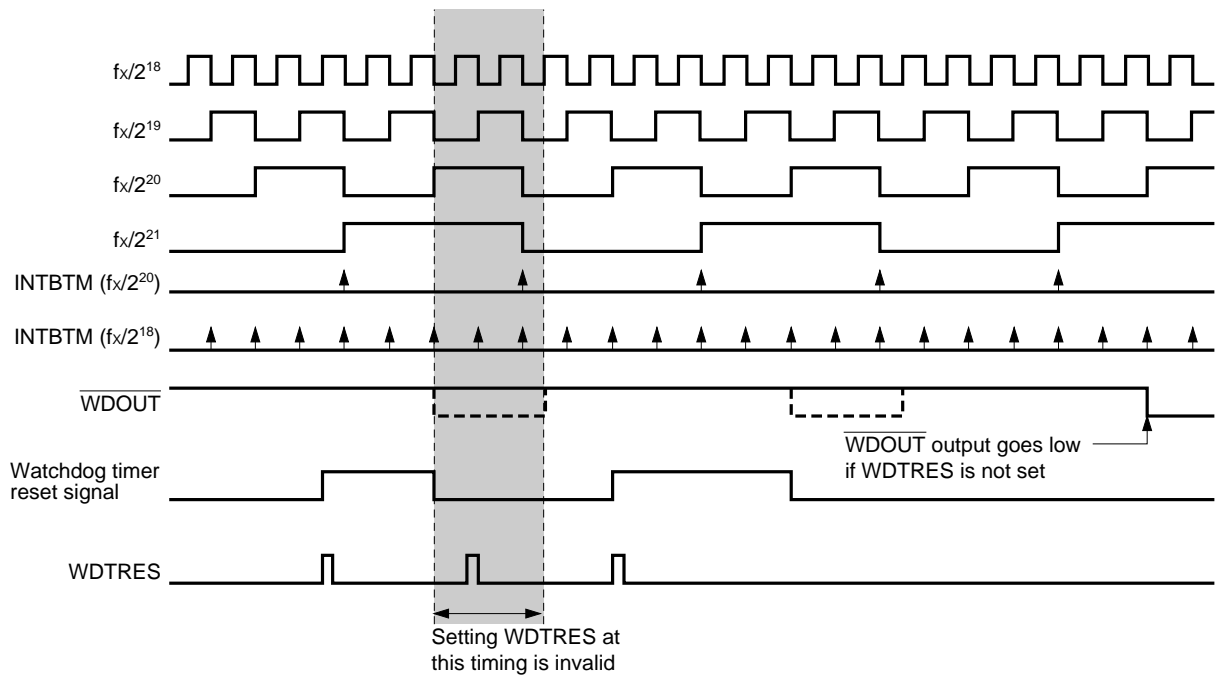 fx/2¹⁸
fx/2¹⁹
fx/2²⁰
fx/2²¹
INTBTM (fx/2²⁰)
INTBTM (fx/2¹⁸)
WDOUT
WDOUT output goes low
if WDTRES is not set
Watchdog timer
reset signal
WDTRES
Setting WDTRES at
this timing is invalid